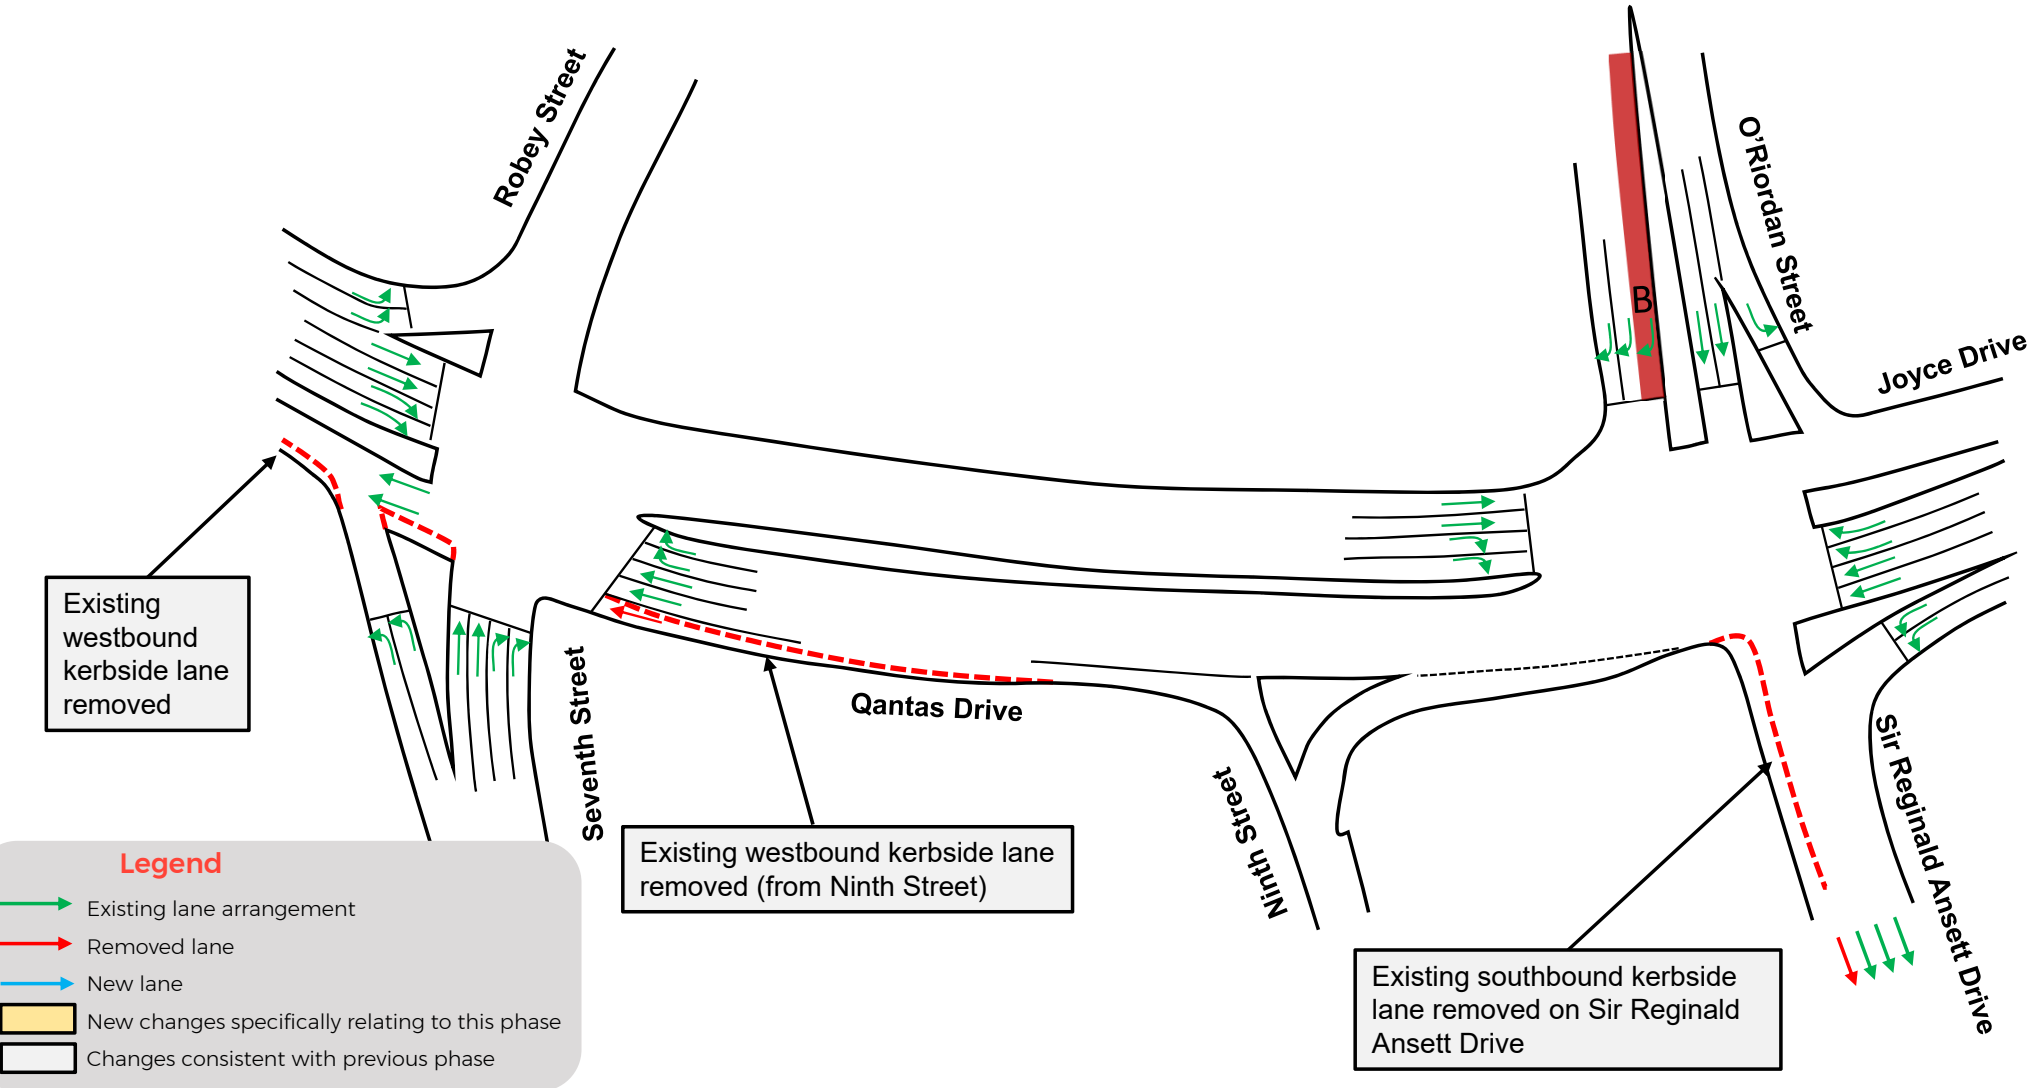 Robey Street
O'Riordan Street
B
Joyce Drive
Existing
westbound
kerbside lane
removed
Seventh Street
Qantas Drive
Ninth Street
Sir Reginald Ansett Drive
Existing westbound kerbside lane
removed (from Ninth Street)
Existing southbound kerbside
lane removed on Sir Reginald
Ansett Drive
Legend
Existing lane arrangement
Removed lane
New lane
New changes specifically relating to this phase
Changes consistent with previous phase